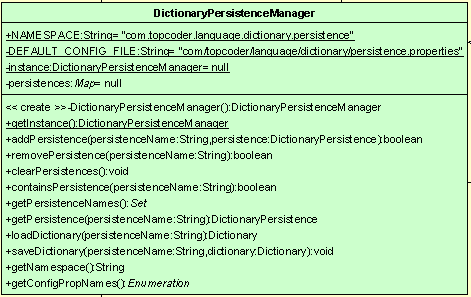 DictionaryPersistenceManager
+NAMESPACE:String= "com.topcoder.language.dictionary.persistence"
-DEFAULT_CONFIG_FILE:String= "com/topcoder/language/dictionary/persistence.properties"
-instance:DictionaryPersistenceManager= null
-persistences:Map= null
<< create >>-DictionaryPersistenceManager():DictionaryPersistenceManager
+getInstance():DictionaryPersistenceManager
+addPersistence(persistenceName:String,persistence:DictionaryPersistence):boolean
+removePersistence(persistenceName:String):boolean
+clearPersistences():void
+containsPersistence(persistenceName:String):boolean
+getPersistenceNames():Set
+getPersistence(persistenceName:String):DictionaryPersistence
+loadDictionary(persistenceName:String):Dictionary
+saveDictionary(persistenceName:String,dictionary:Dictionary):void
+getNamespace():String
+getConfigPropNames():Enumeration